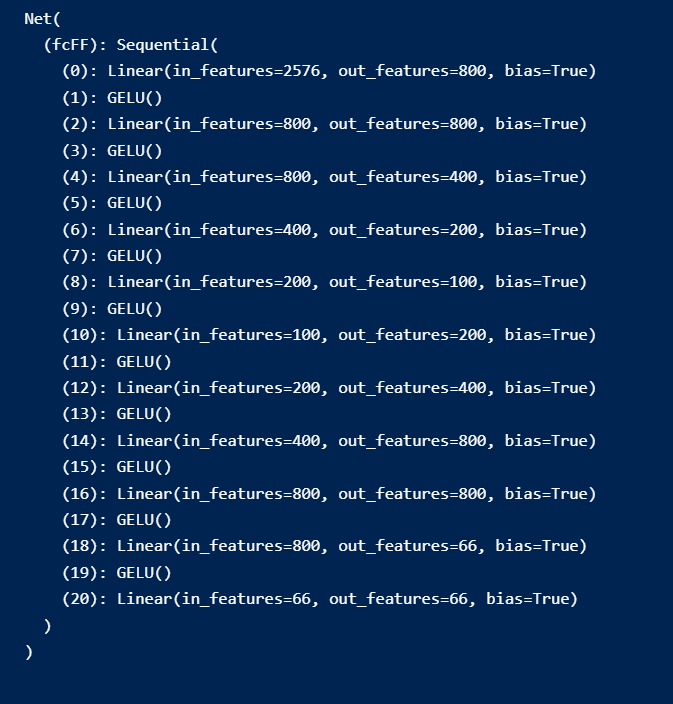 Net(
  (fcFF): Sequential(
    (0): Linear(in_features=2576, out_features=800, bias=True)
    (1): GELU()
    (2): Linear(in_features=800, out_features=800, bias=True)
    (3): GELU()
    (4): Linear(in_features=800, out_features=400, bias=True)
    (5): GELU()
    (6): Linear(in_features=400, out_features=200, bias=True)
    (7): GELU()
    (8): Linear(in_features=200, out_features=100, bias=True)
    (9): GELU()
    (10): Linear(in_features=100, out_features=200, bias=True)
    (11): GELU()
    (12): Linear(in_features=200, out_features=400, bias=True)
    (13): GELU()
    (14): Linear(in_features=400, out_features=800, bias=True)
    (15): GELU()
    (16): Linear(in_features=800, out_features=800, bias=True)
    (17): GELU()
    (18): Linear(in_features=800, out_features=66, bias=True)
    (19): GELU()
    (20): Linear(in_features=66, out_features=66, bias=True)
  )
)